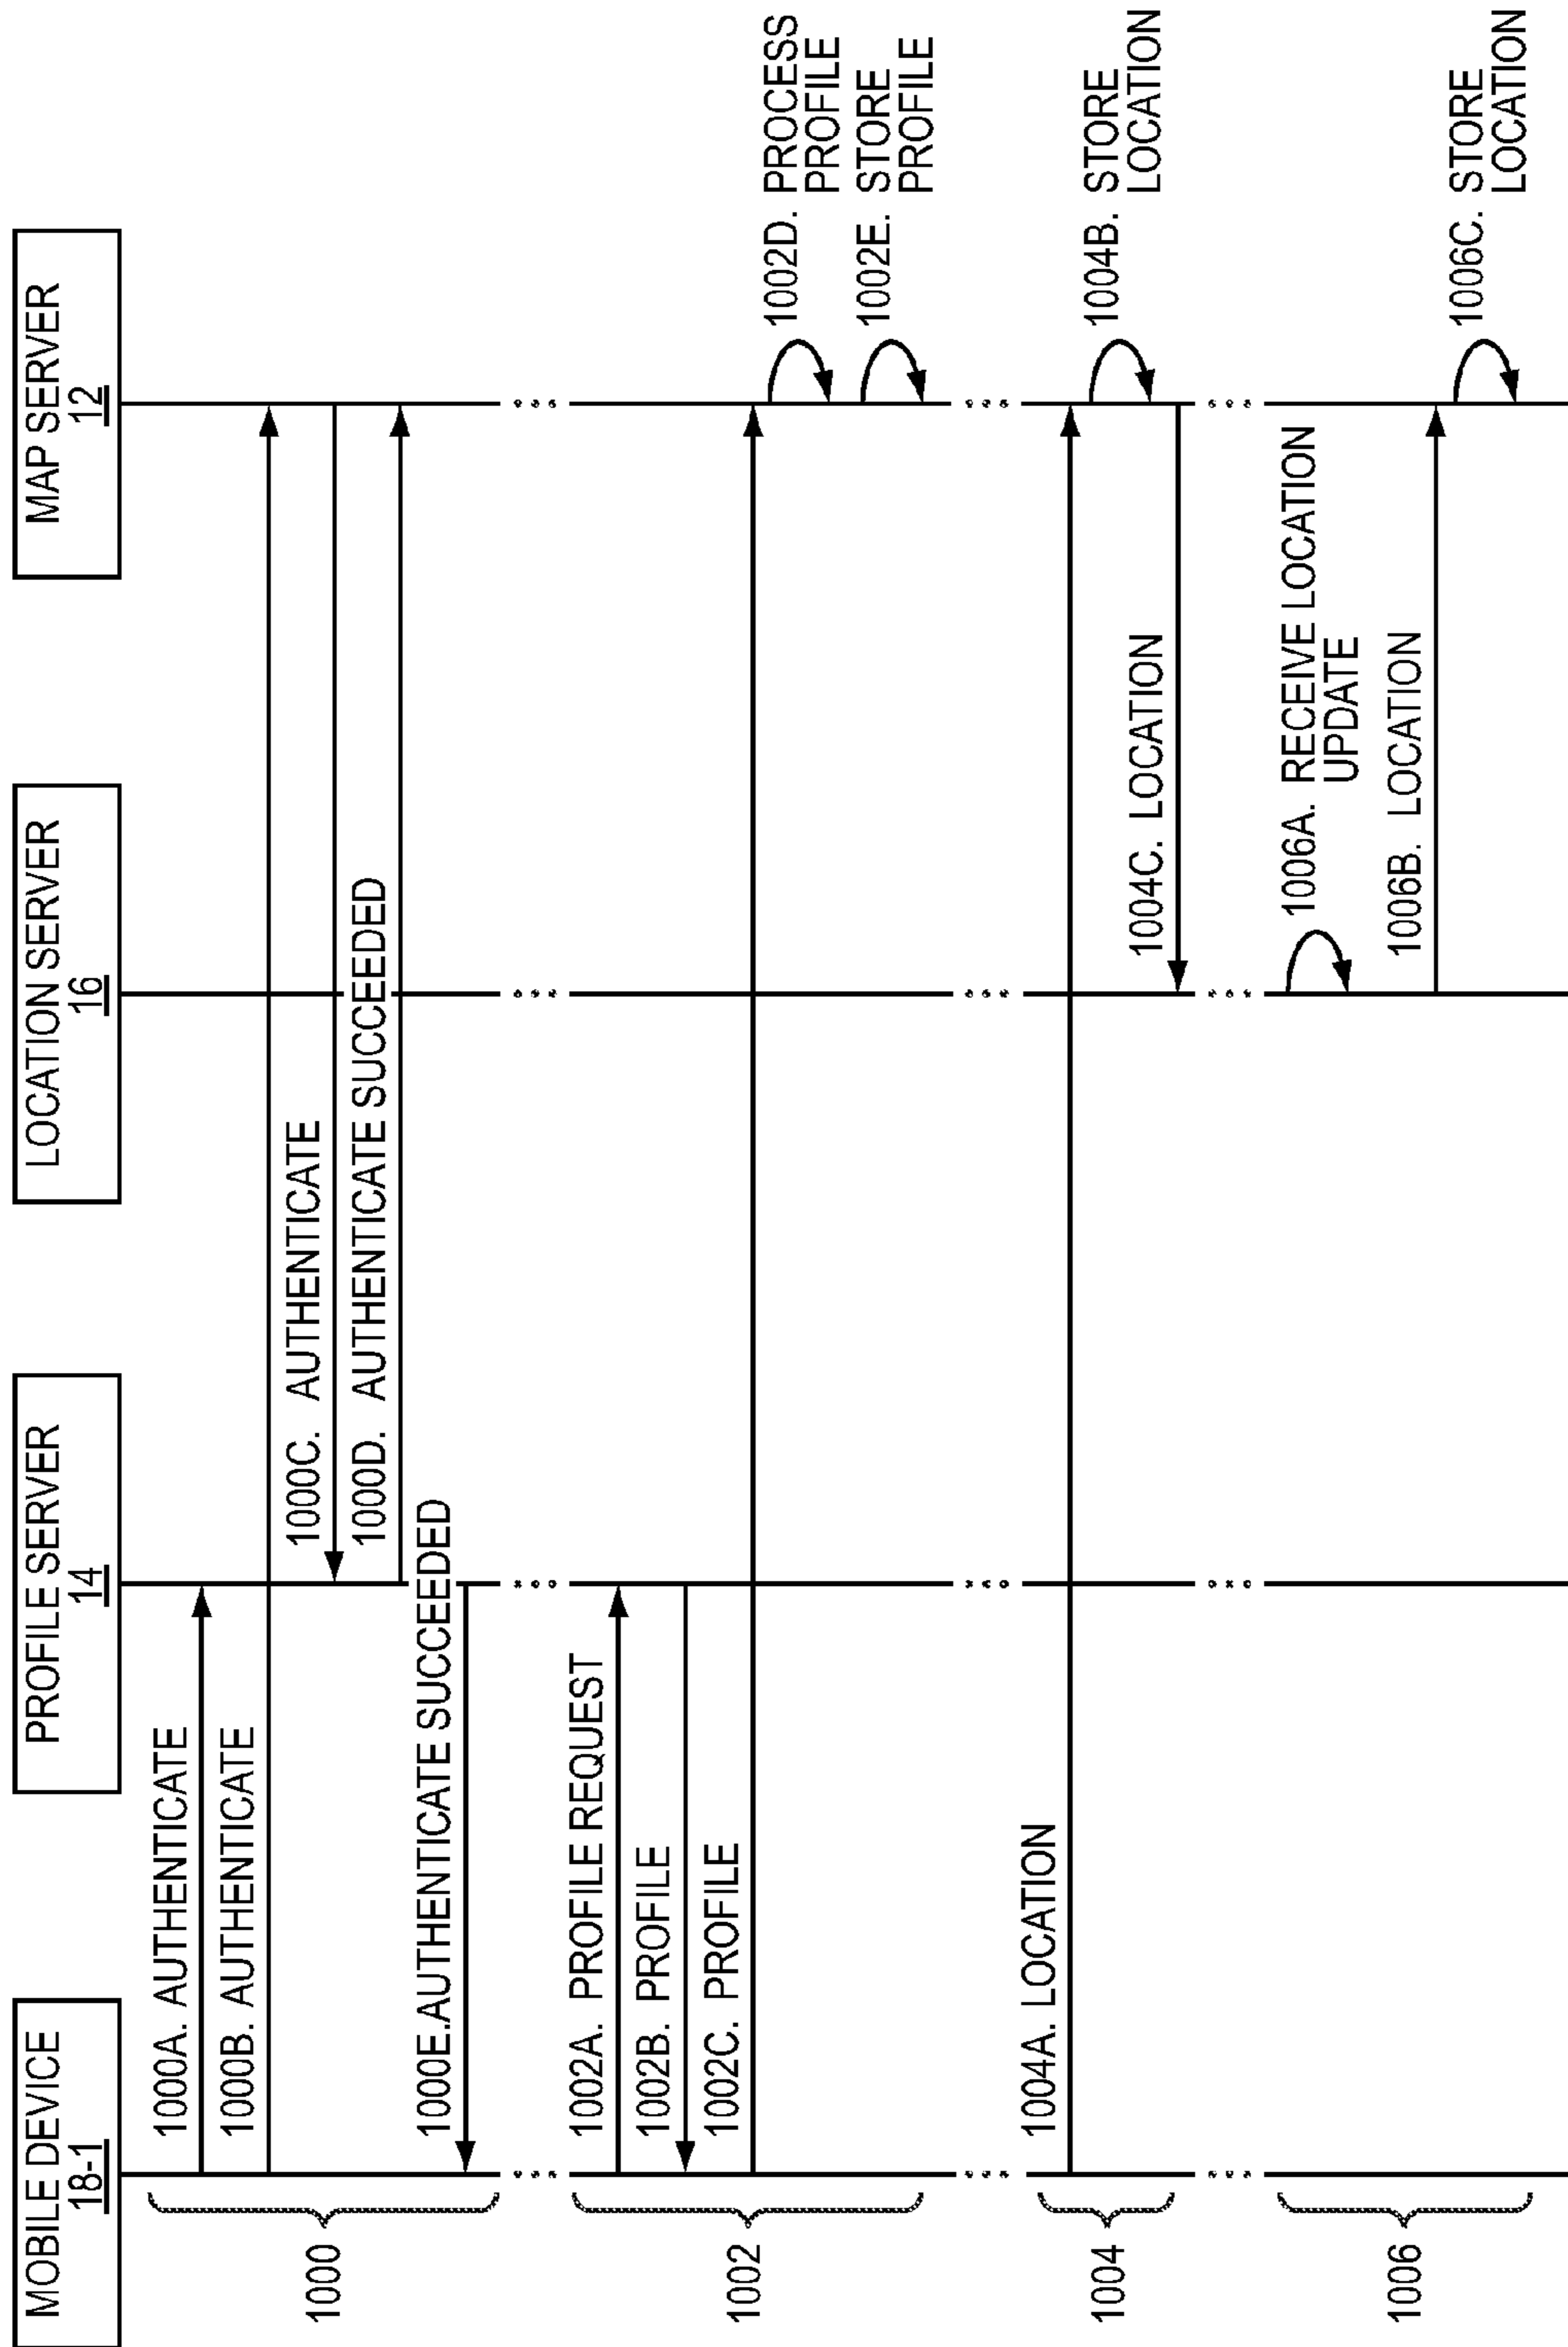 MOBILE DEVICE
18-1
PROFILE SERVER
14
LOCATION SERVER
16
MAP SERVER
12
1000
1000A. AUTHENTICATE
1000B. AUTHENTICATE
1000C. AUTHENTICATE
1000D. AUTHENTICATE SUCCEEDED
1000E.AUTHENTICATE SUCCEEDED
1002
1002A. PROFILE REQUEST
1002B. PROFILE
1002C. PROFILE
1002D. PROCESS
PROFILE
1002E. STORE
PROFILE
1004
1004A. LOCATION
1004B. STORE
LOCATION
1004C. LOCATION
1006
1006A. RECEIVE LOCATION
UPDATE
1006B. LOCATION
1006C. STORE
LOCATION